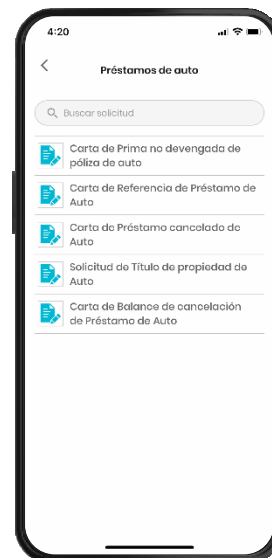 4:20
Préstamos de auto
Buscar solicitud
Carta de Prima no devengada de
póliza de auto
Carta de Referencia de Préstamo de
Auto
Carta de Préstamo cancelado de
Auto
Solicitud de Título de propiedad de
Auto
Carta de Balance de cancelación
de Préstamo de Auto